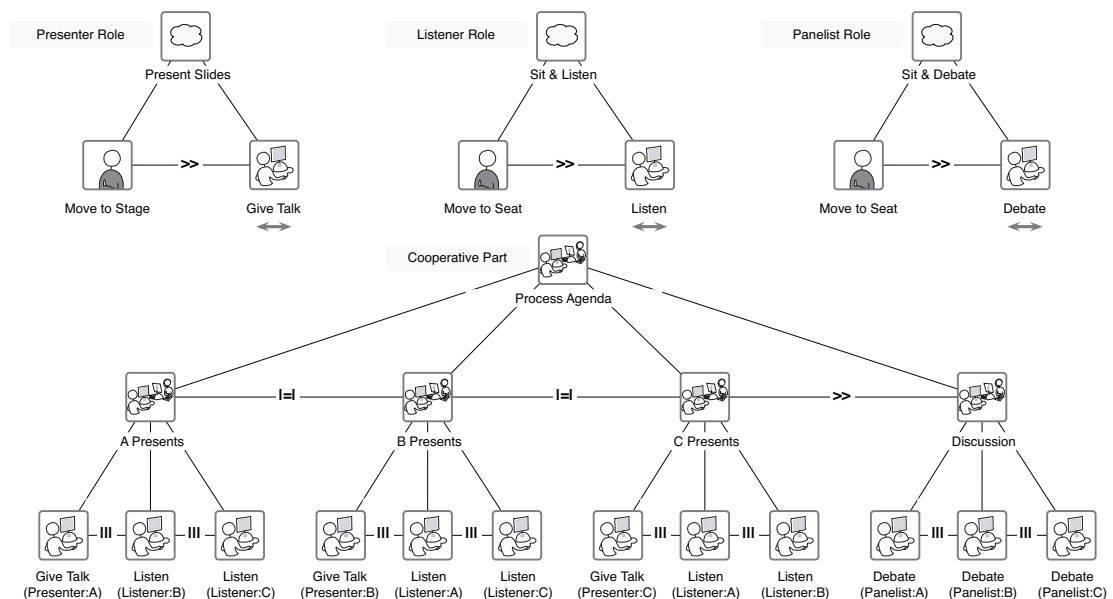 Presenter Role
Listener Role
Panelist Role
Present Slides
Sit & Listen
Sit & Debate
>>
>>
>>
Move to Stage
Give Talk
Move to Seat
Listen
Move to Seat
Debate
Cooperative Part
Process Agenda
|=|
|=|
>>
A Presents
B Presents
C Presents
Discussion
|||
|||
|||
|||
|||
|||
|||
|||
Give Talk
(Presenter:A)
Listen
(Listener:B)
Listen
(Listener:C)
Give Talk
(Presenter:B)
Listen
(Listener:A)
Listen
(Listener:C)
Give Talk
(Presenter:C)
Listen
(Listener:A)
Listen
(Listener:B)
Debate
(Panelist:A)
Debate
(Panelist:B)
Debate
(Panelist:C)